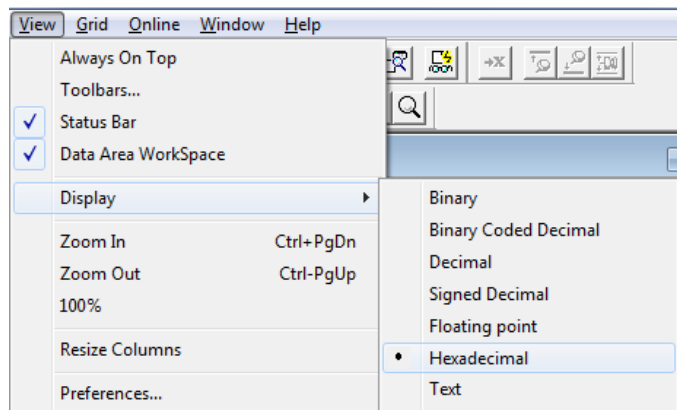 View Grid Online Window Help
Always On Top
Toolbars...
Status Bar
Data Area WorkSpace
Display
Zoom In Ctrl+PgDn
Zoom Out Ctrl-PgUp
100%
Resize Columns
Preferences...
Binary
Binary Coded Decimal
Decimal
Signed Decimal
Floating point
Hexadecimal
Text